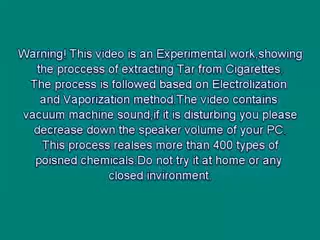 Warning! This video is an Experimental work,showing
the proccess of extracting Tar from Cigarettes.
The process is followed based on Electrolization
and Vaporization method.The video contains
vacuum machine sound,if it is disturbing you please
decrease down the speaker volume of your PC.
This process realses more than 400 types of
poisned chemicals.Do not try it at home or any
closed invironment.